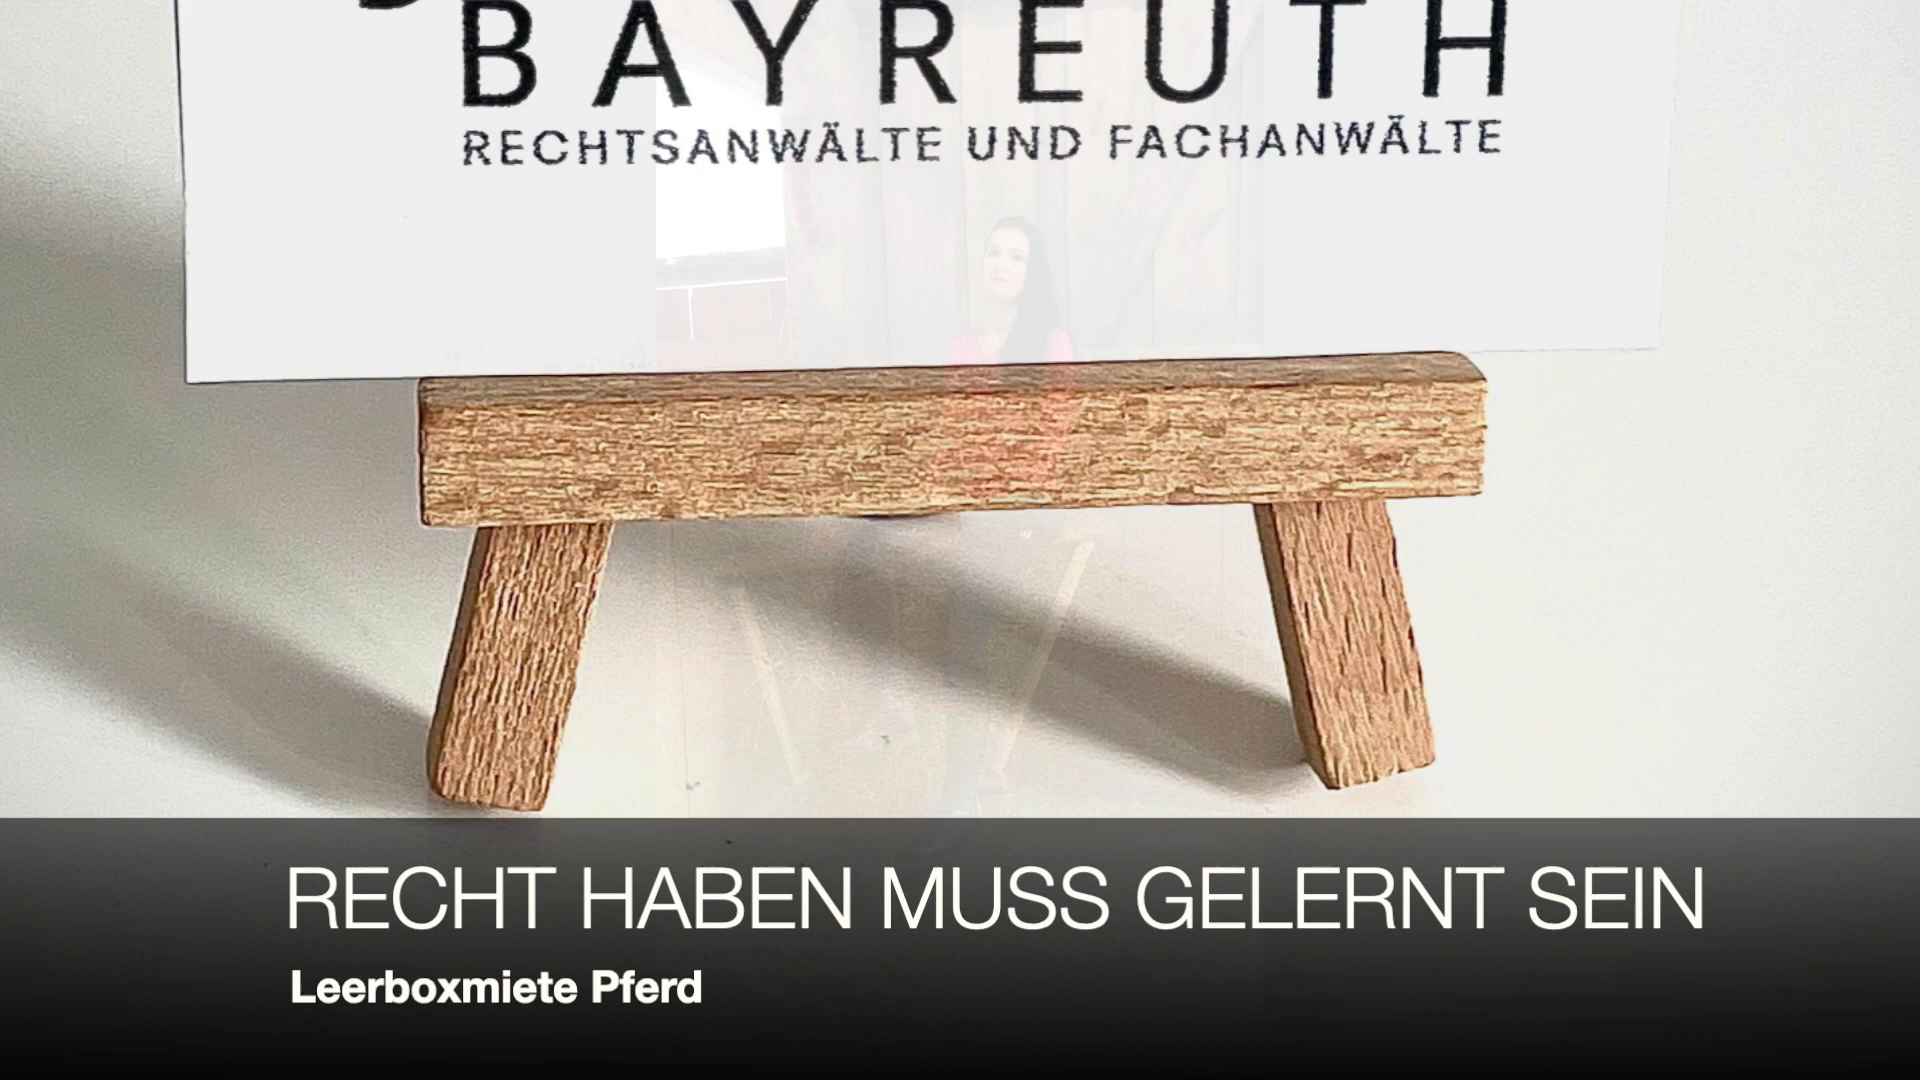 BAYREUTH
RECHTSANWÄLTE UND FACHANWÄLTE
RECHT HABEN MUSS GELERNT SEIN
Leerboxmiete Pferd